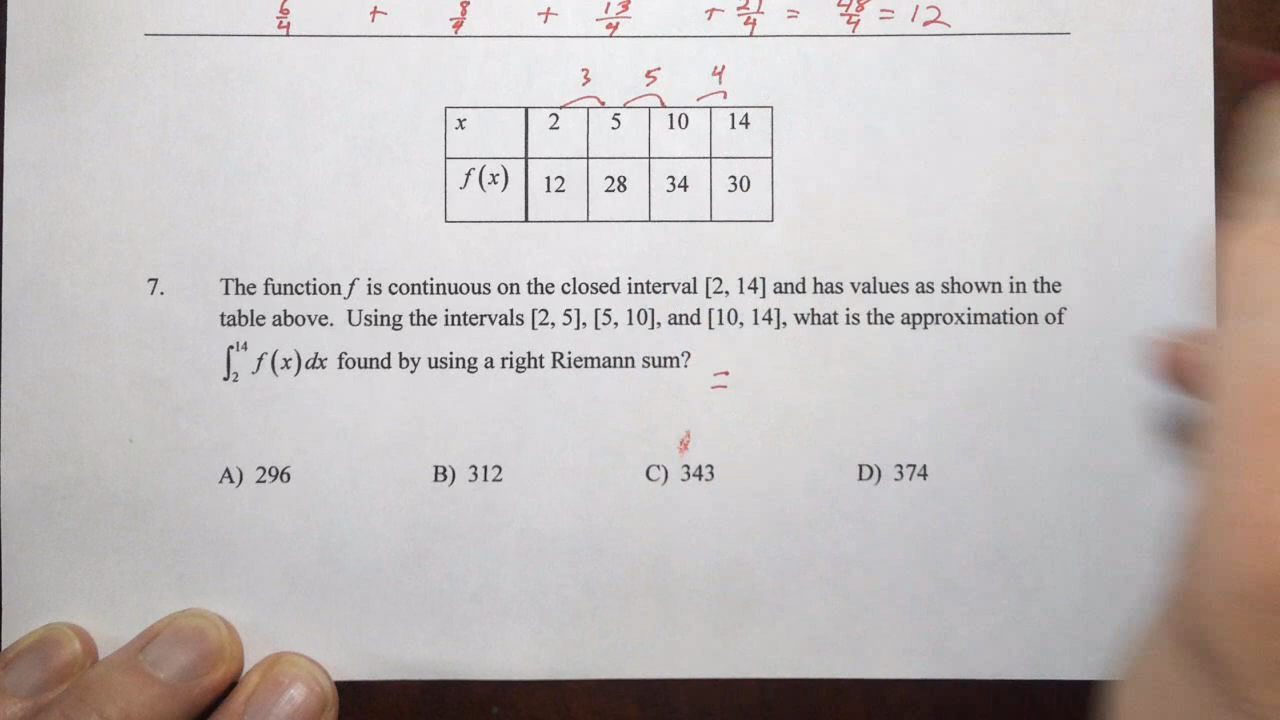 6/4 + 8/4 + 13/4 + 21/4 = 48/4 = 12
3 5 4
x 2 5 10 14
f(x) 12 28 34 30
7. The function f is continuous on the closed interval [2, 14] and has values as shown in the
table above. Using the intervals [2, 5], [5, 10], and [10, 14], what is the approximation of
∫₂¹⁴ f(x)dx found by using a right Riemann sum? =
A) 296 B) 312 C) 343 D) 374